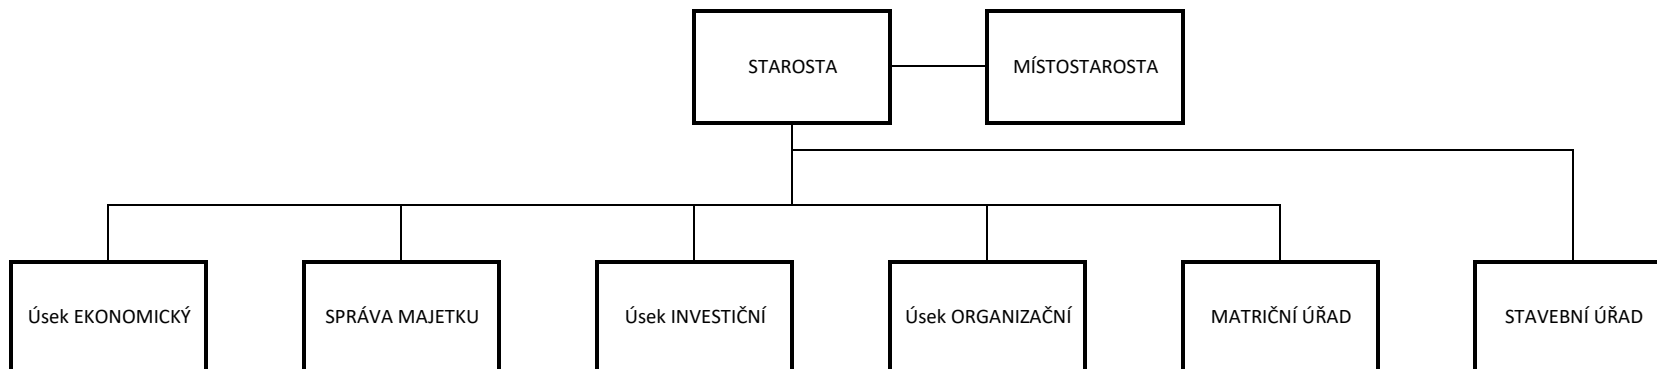 STAROSTA
MÍSTOSTAROSTA
Úsek EKONOMICKÝ
SPRÁVA MAJETKU
Úsek INVESTIČNÍ
Úsek ORGANIZAČNÍ
MATRIČNÍ ÚŘAD
STAVEBNÍ ÚŘAD